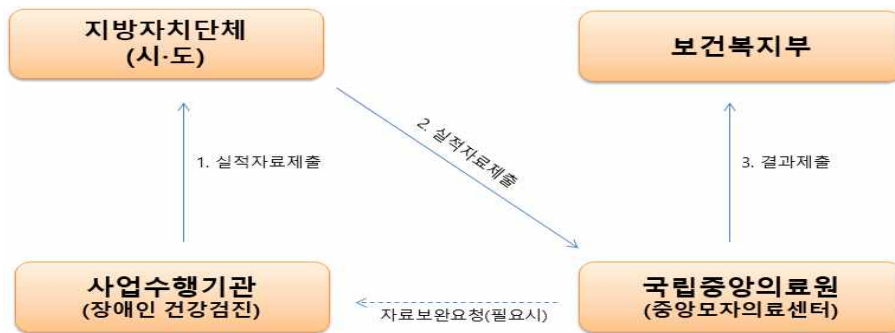 지방자치단체
(시·도)
보건복지부
1. 실적자료제출
2. 실적자료제출
3. 결과제출
사업수행기관
(장애인 건강검진)
자료보완요청(필요시)
국립중앙의료원
(중앙모자의료센터)